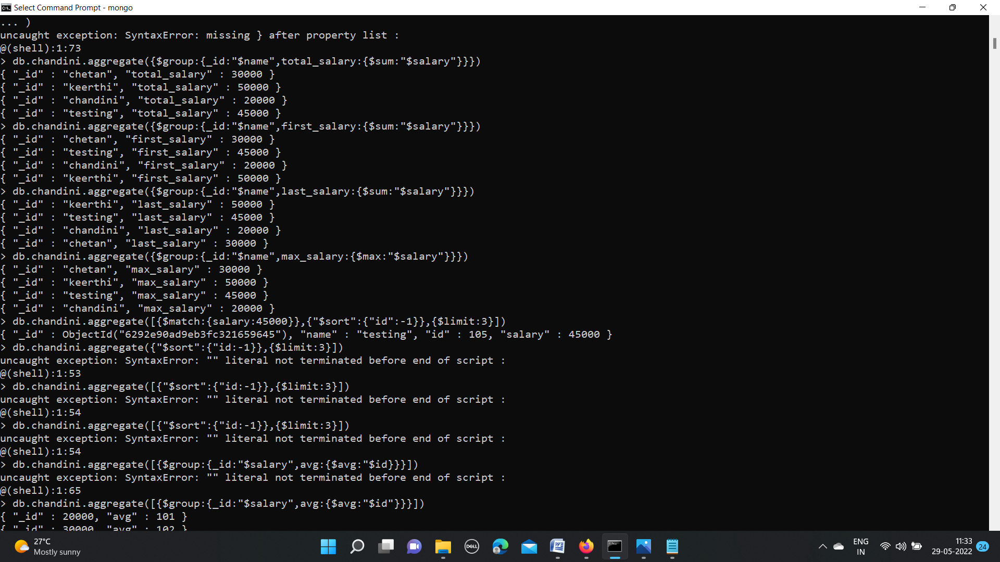 Select Command Prompt - mongo
... )
uncaught exception: SyntaxError: missing } after property list :
@(shell):1:73
> db.chandini.aggregate({$group:{_id:"$name",total_salary:{$sum:"$salary"}}})
{ "_id" : "chetan", "total_salary" : 30000 }
{ "_id" : "keerthi", "total_salary" : 50000 }
{ "_id" : "chandini", "total_salary" : 20000 }
{ "_id" : "testing", "total_salary" : 45000 }
> db.chandini.aggregate({$group:{_id:"$name",first_salary:{$sum:"$salary"}}})
{ "_id" : "chetan", "first_salary" : 30000 }
{ "_id" : "testing", "first_salary" : 45000 }
{ "_id" : "chandini", "first_salary" : 20000 }
{ "_id" : "keerthi", "first_salary" : 50000 }
> db.chandini.aggregate({$group:{_id:"$name",last_salary:{$sum:"$salary"}}})
{ "_id" : "keerthi", "last_salary" : 50000 }
{ "_id" : "testing", "last_salary" : 45000 }
{ "_id" : "chandini", "last_salary" : 20000 }
{ "_id" : "chetan", "last_salary" : 30000 }
> db.chandini.aggregate({$group:{_id:"$name",max_salary:{$max:"$salary"}}})
{ "_id" : "chetan", "max_salary" : 30000 }
{ "_id" : "keerthi", "max_salary" : 50000 }
{ "_id" : "testing", "max_salary" : 45000 }
{ "_id" : "chandini", "max_salary" : 20000 }
> db.chandini.aggregate([{$match:{salary:45000}},{"$sort":{"id":-1}},{$limit:3}])
{ "_id" : ObjectId("6292e90ad9eb3fc321659645"), "name" : "testing", "id" : 105, "salary" : 45000 }
> db.chandini.aggregate({"$sort":{"id:-1}},{$limit:3}])
uncaught exception: SyntaxError: "" literal not terminated before end of script :
@(shell):1:53
> db.chandini.aggregate([{"$sort":{"id:-1}},{$limit:3}])
uncaught exception: SyntaxError: "" literal not terminated before end of script :
@(shell):1:54
> db.chandini.aggregate([{"$sort":{"id:-1}},{$limit:3}])
uncaught exception: SyntaxError: "" literal not terminated before end of script :
@(shell):1:54
> db.chandini.aggregate([{$group:{_id:"$salary",avg:{$avg:"$id}}}])
uncaught exception: SyntaxError: "" literal not terminated before end of script :
@(shell):1:65
> db.chandini.aggregate([{$group:{_id:"$salary",avg:{$avg:"$id"}}}])
{ "_id" : 20000, "avg" : 101 }
{ "_id" : 30000, "avg" : 102 }
27°C
Mostly sunny
DELL
ENG
IN
11:33
29-05-2022
24